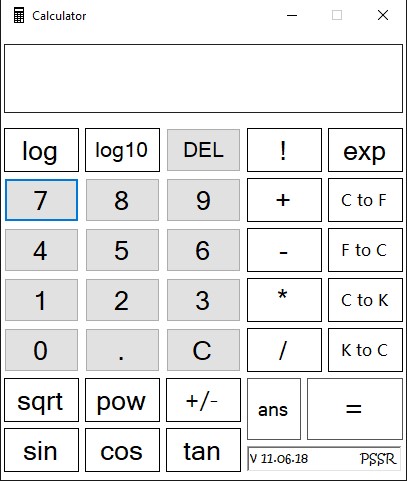 Calculator
log log10 DEL ! exp
7 8 9 + C to F
4 5 6 - F to C
1 2 3 * C to K
0 . C / K to C
sqrt pow +/- ans =
sin cos tan V 11.06.18 PSSR